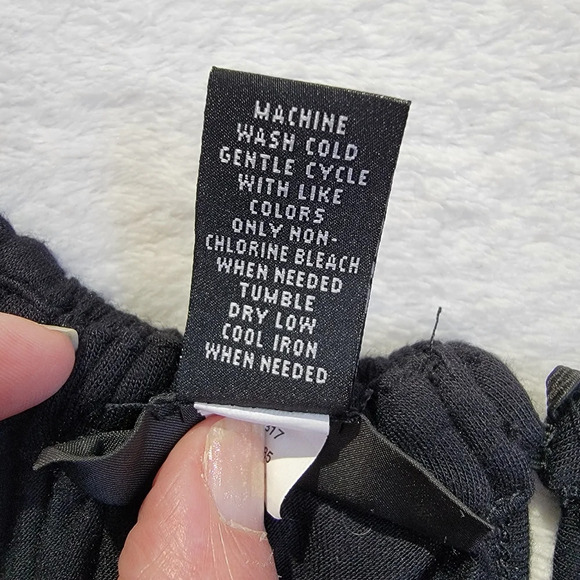 MACHINE
WASH COLD
GENTLE CYCLE
WITH LIKE
COLORS
ONLY NON-
CHLORINE BLEACH
WHEN NEEDED
TUMBLE
DRY LOW
COOL IRON
WHEN NEEDED